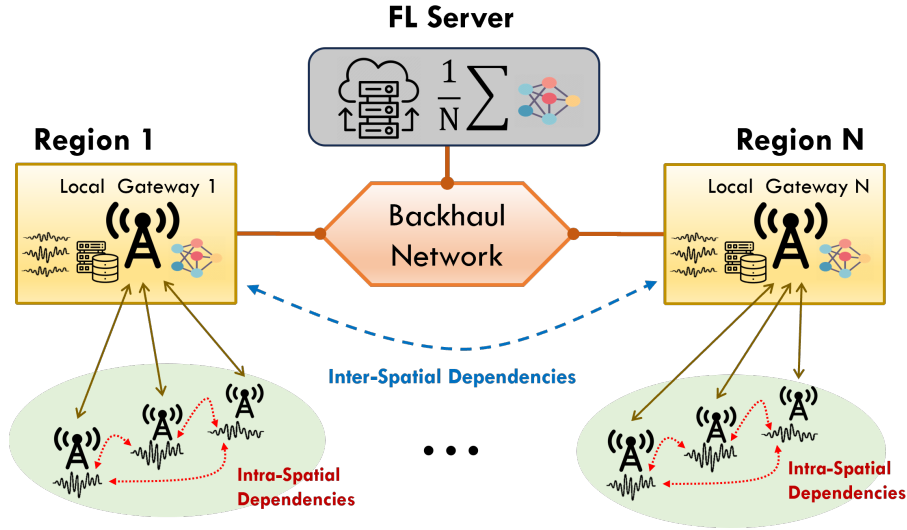 FL Server
1
N
∑
Region 1
Region N
Local Gateway 1
Local Gateway N
Backhaul
Network
Inter-Spatial Dependencies
• • •
Intra-Spatial
Dependencies
Intra-Spatial
Dependencies